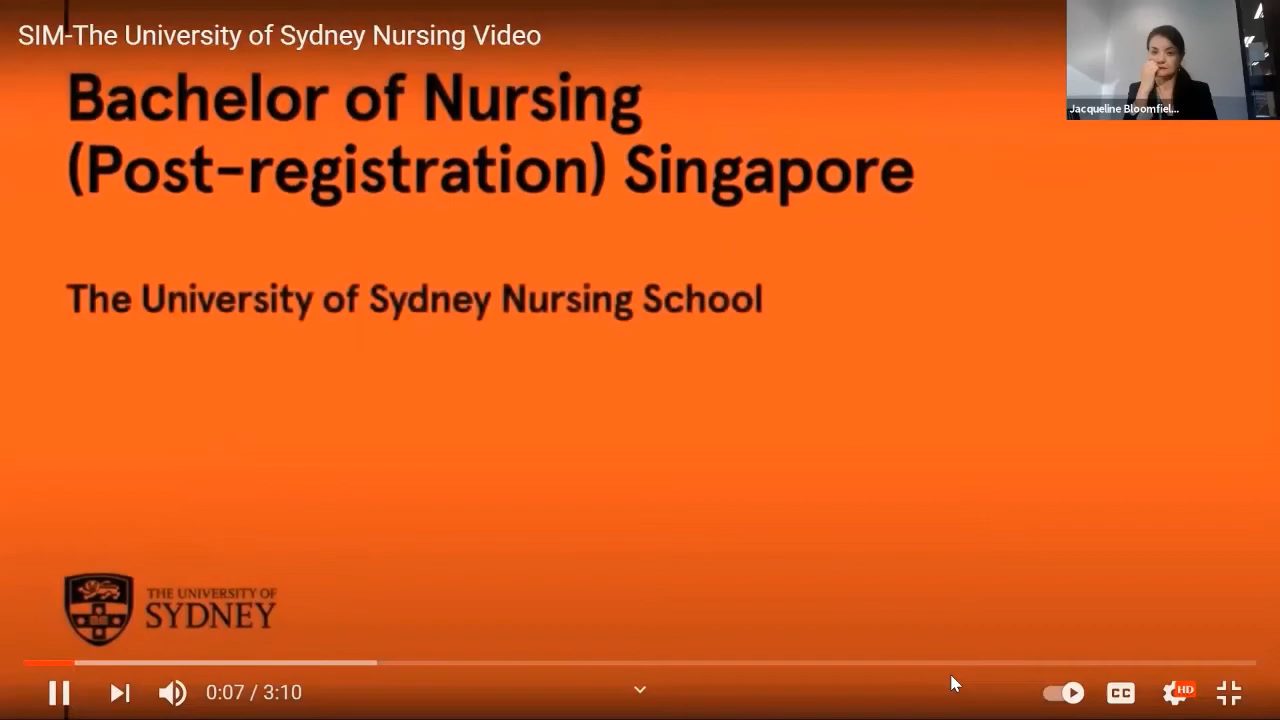 SIM-The University of Sydney Nursing Video
Jacqueline Bloomfiel...
Bachelor of Nursing
(Post-registration) Singapore
The University of Sydney Nursing School
THE UNIVERSITY OF
SYDNEY
0:07 / 3:10
CC
HD